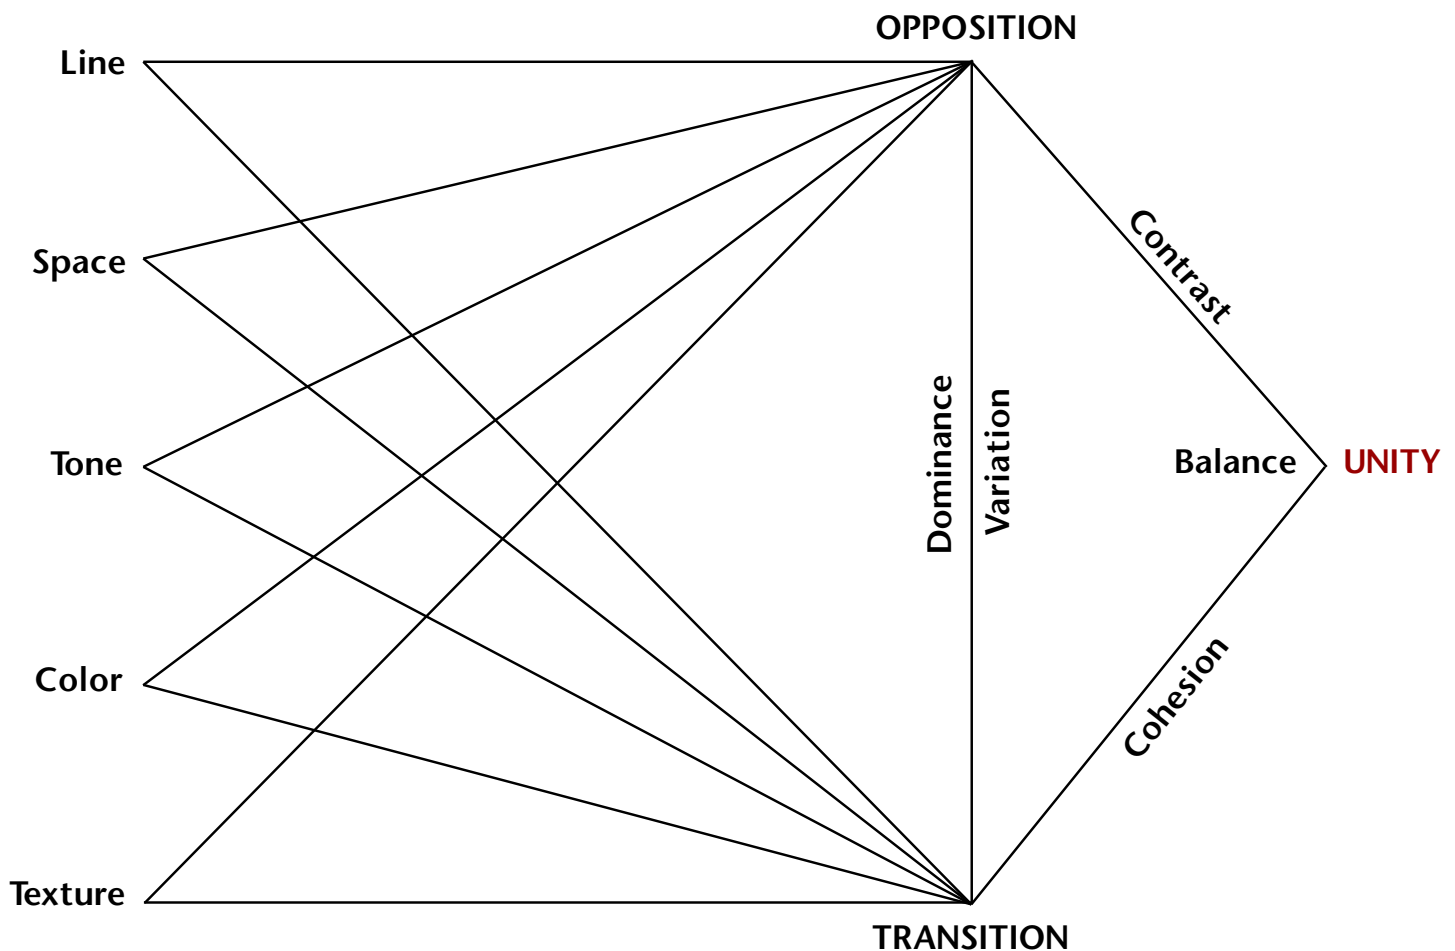 OPPOSITION
Line
Space
Tone
Color
Texture
Dominance
Variation
Contrast
Balance
UNITY
Cohesion
TRANSITION